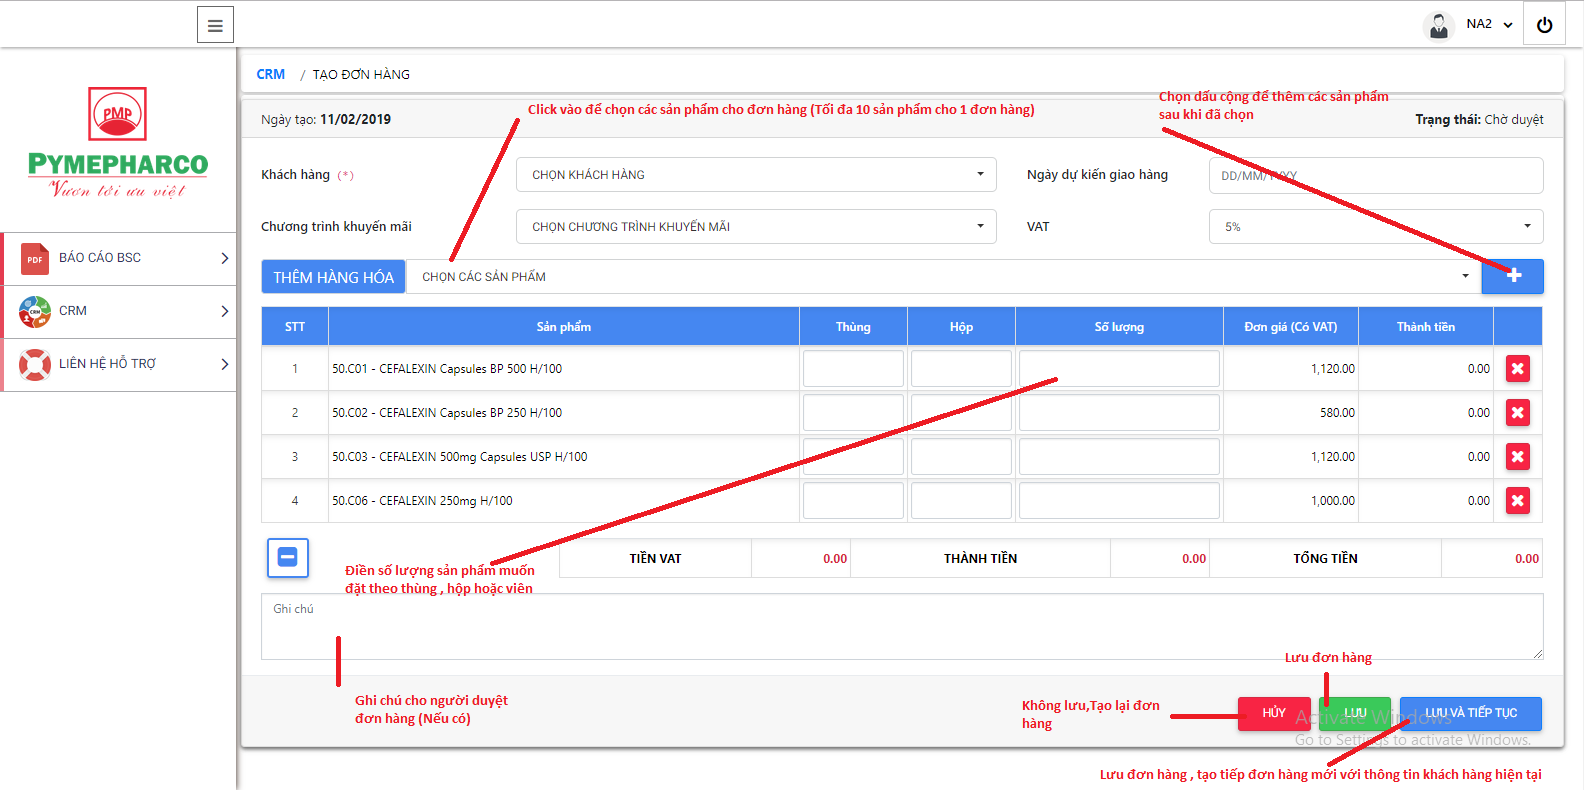 NA2
PMP
PYMEPHARCO
Vươn tới ưu việt
PDF
BÁO CÁO BSC
CRM
CRM
LIÊN HỆ HỖ TRỢ
CRM / TẠO ĐƠN HÀNG
Click vào để chọn các sản phẩm cho đơn hàng (Tối đa 10 sản phẩm cho 1 đơn hàng)
Chọn dấu cộng để thêm các sản phẩm
sau khi đã chọn
Ngày tạo: 11/02/2019
Trạng thái: Chờ duyệt
Khách hàng (*)
CHỌN KHÁCH HÀNG
Ngày dự kiến giao hàng
DD/MM/YYYY
Chương trình khuyến mãi
CHỌN CHƯƠNG TRÌNH KHUYẾN MÃI
VAT
5%
THÊM HÀNG HÓA
CHỌN CÁC SẢN PHẨM
STT Sản phẩm Thùng Hộp Số lượng Đơn giá (Có VAT) Thành tiền
1 50.C01 - CEFALEXIN Capsules BP 500 H/100 1,120.00 0.00
2 50.C02 - CEFALEXIN Capsules BP 250 H/100 580.00 0.00
3 50.C03 - CEFALEXIN 500mg Capsules USP H/100 1,120.00 0.00
4 50.C06 - CEFALEXIN 250mg H/100 1,000.00 0.00
TIỀN VAT 0.00 THÀNH TIỀN 0.00 TỔNG TIỀN 0.00
Điền số lượng sản phẩm muốn
đặt theo thùng , hộp hoặc viên
Ghi chú
Ghi chú cho người duyệt
đơn hàng (Nếu có)
Lưu đơn hàng
Không lưu,Tạo lại đơn
hàng
HỦY
LƯU
LƯU VÀ TIẾP TỤC
Activate Windows
Go to Settings to activate Windows.
Lưu đơn hàng , tạo tiếp đơn hàng mới với thông tin khách hàng hiện tại